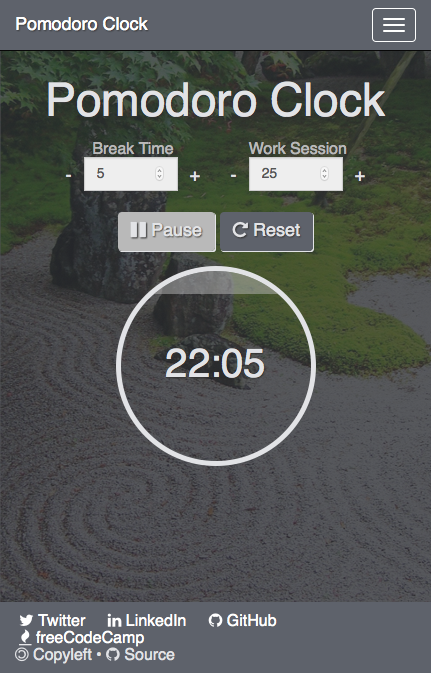 Pomodoro Clock
Pomodoro Clock
Break Time Work Session
- 5 + - 25 +
Pause Reset
22:05
Twitter LinkedIn GitHub
freeCodeCamp
Copyleft • Source